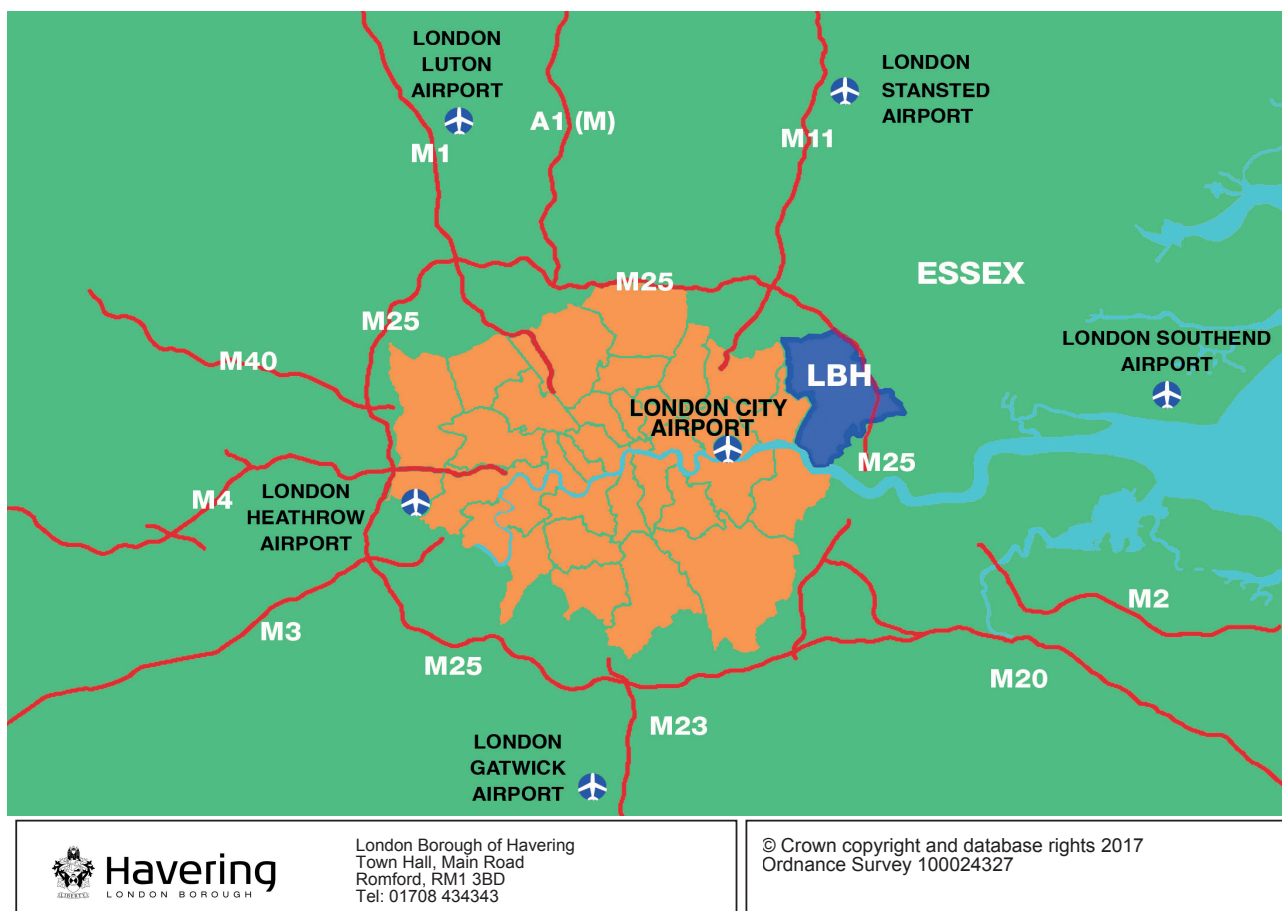 LONDON
LUTON
AIRPORT
A1 (M)
LONDON
STANSTED
AIRPORT
M1
M11
ESSEX
M25
M25
LONDON SOUTHEND
AIRPORT
M40
LBH
LONDON CITY
AIRPORT
M25
M4
LONDON
HEATHROW
AIRPORT
M2
M3
M25
M20
M23
LONDON
GATWICK
AIRPORT
Havering
LONDON BOROUGH
London Borough of Havering
Town Hall, Main Road
Romford, RM1 3BD
Tel: 01708 434343
© Crown copyright and database rights 2017
Ordnance Survey 100024327